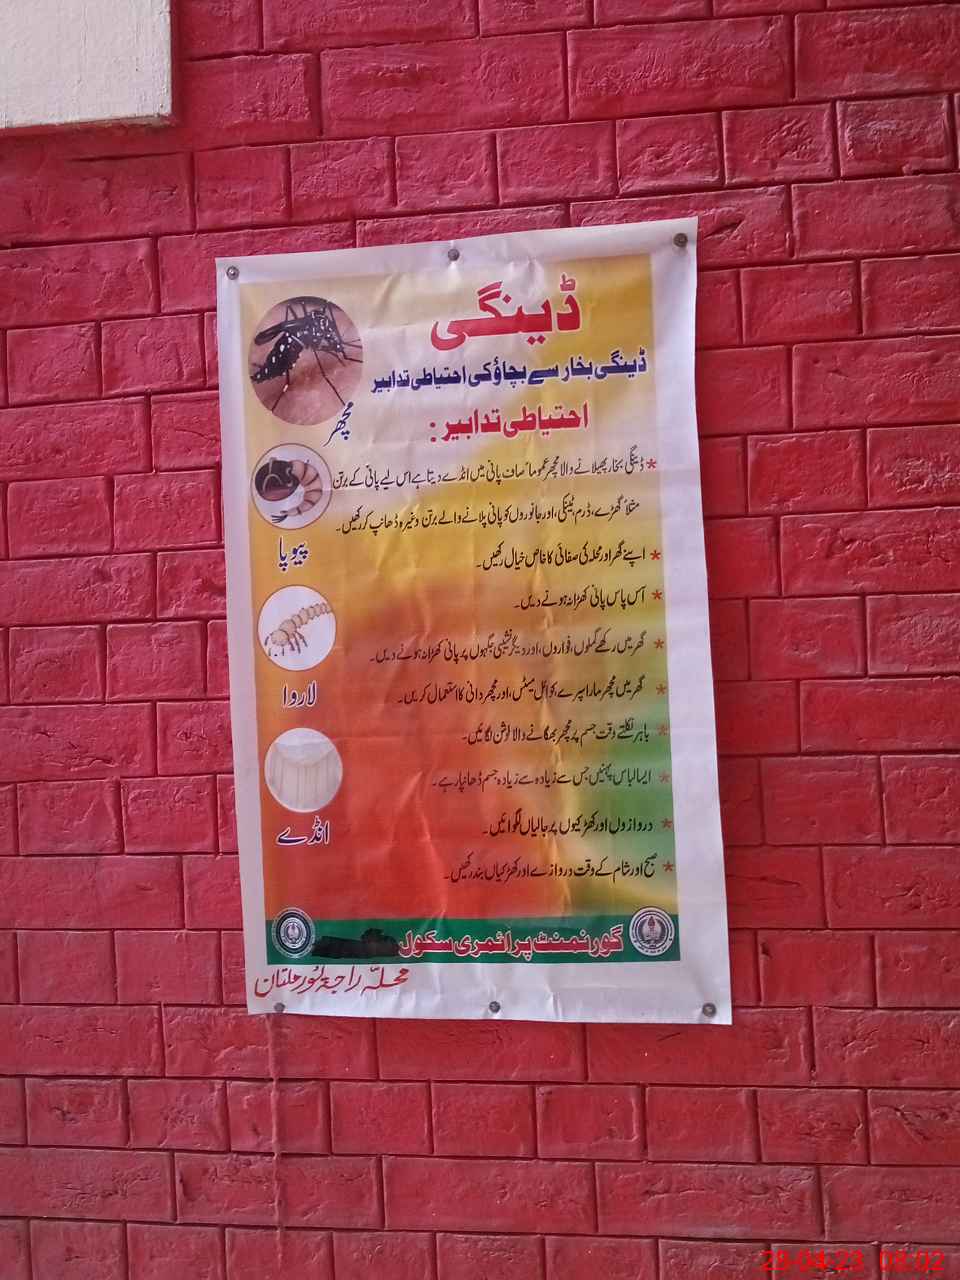 ڈینگی
ڈینگی بخار سے بچاؤ کی احتیاطی تدابیر
احتیاطی تدابیر :
مچھر
* ڈینگی بخار پھیلانے والا مچھر عموماً صاف پانی میں انڈے دیتا ہے اس لیے پانی کے برتن
مثلاً گھڑے، ڈرم، ٹینکی، اور جانوروں کو پانی پلانے والے برتن وغیرہ ڈھانپ کر رکھیں۔
پیوپا
* اپنے گھر اور محلہ کی صفائی کا خاص خیال رکھیں۔
* آس پاس پانی کھڑا نہ ہونے دیں۔
* گھر میں رکھے گملوں، فواروں، اور دیگر نشیبی جگہوں پر پانی کھڑا نہ ہونے دیں۔
* گھر میں مچھر مار اسپرے، کوائل میٹس، اور مچھر دانی کا استعمال کریں۔
لاروا
* باہر نکلتے وقت جسم پر مچھر بھگانے والا لوشن لگائیں۔
* ایسا لباس پہنیں جس سے زیادہ سے زیادہ جسم ڈھانپا رہے۔
* دروازوں اور کھڑکیوں پر جالیاں لگوائیں۔
انڈے
* صبح اور شام کے وقت دروازے اور کھڑکیاں بند رکھیں۔
گورنمنٹ پرائمری سکول
محلہ راجہ پور ملتان
29-04-23 08:02